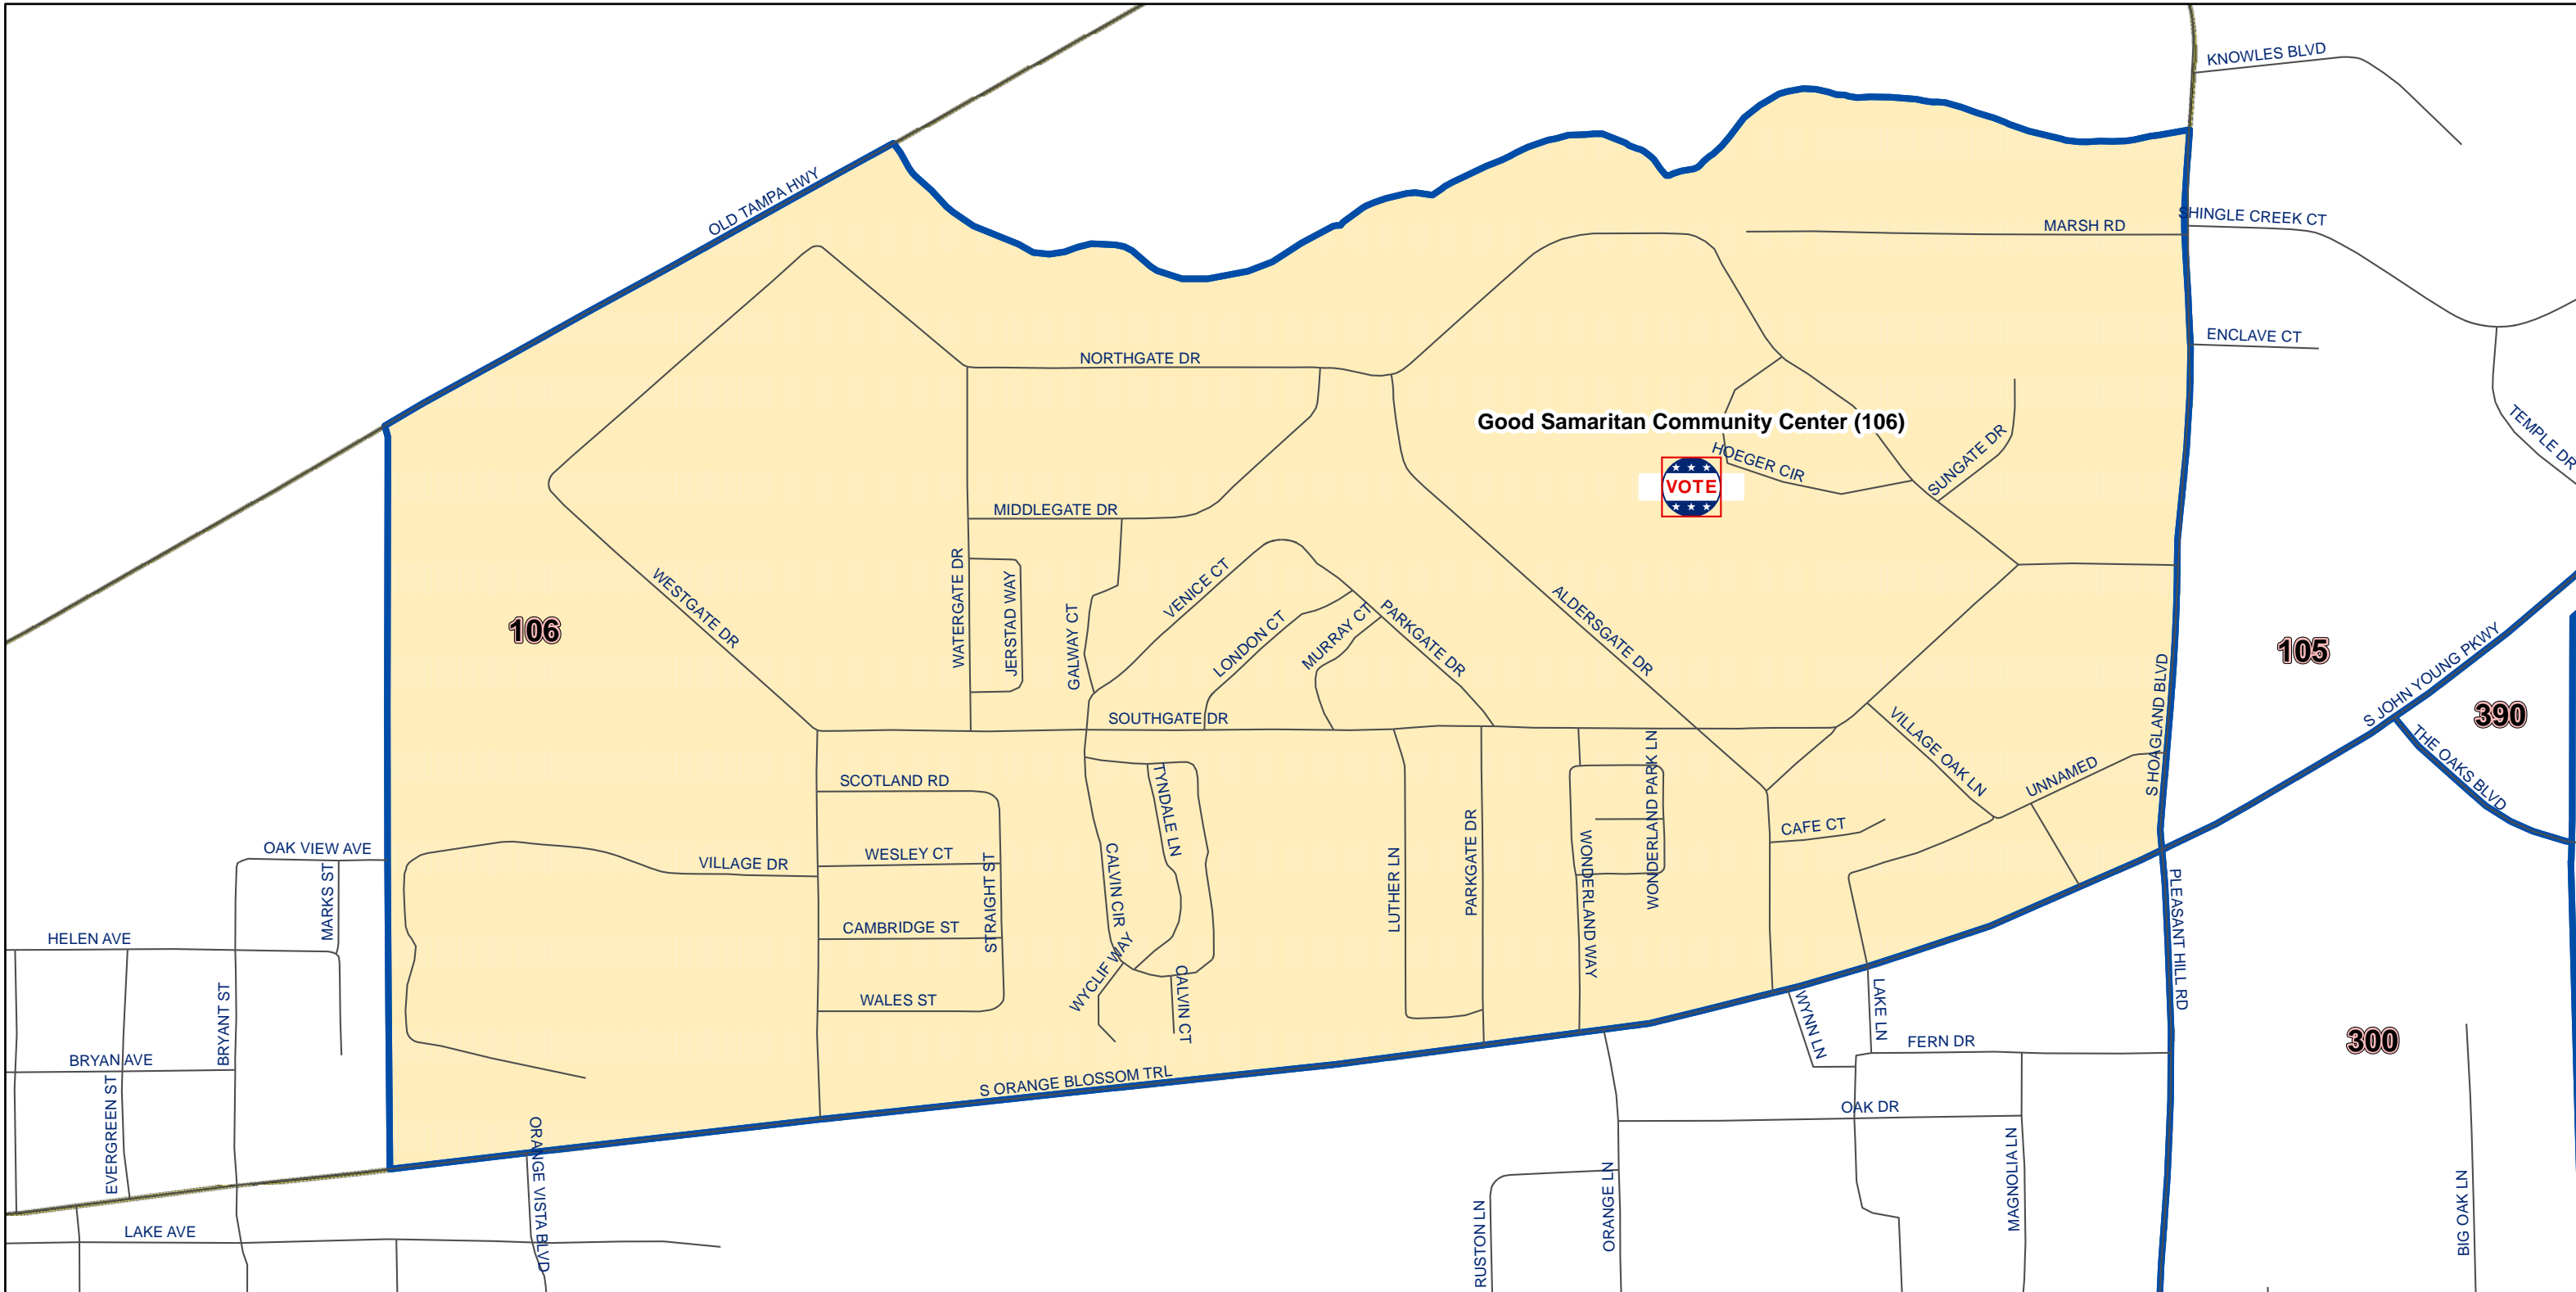 KNOWLES BLVD
OLD TAMPA HWY
SHINGLE CREEK CT
MARSH RD
ENCLAVE CT
NORTHGATE DR
Good Samaritan Community Center (106)
TEMPLE DR
HOEGER CIR
SUNGATE DR
VOTE
MIDDLEGATE DR
WATERGATE DR
JERSTAD WAY
GALWAY CT
VENICE CT
LONDON CT
MURRAY CT
PARKGATE DR
ALDERSGATE DR
WESTGATE DR
106
105
390
S JOHN YOUNG PKWY
S HOAGLAND BLVD
THE OAKS BLVD
SOUTHGATE DR
VILLAGE OAK LN
UNNAMED
SCOTLAND RD
TYNDALE LN
WONDERLAND PARK LN
CAFE CT
OAK VIEW AVE
MARKS ST
VILLAGE DR
WESLEY CT
STRAIGHT ST
CALVIN CIR
LUTHER LN
PARKGATE DR
WONDERLAND WAY
PLEASANT HILL RD
HELEN AVE
CAMBRIDGE ST
WYCLIF WAY
CALVIN CT
WALES ST
BRYANT ST
WYNN LN
LAKE LN
FERN DR
300
BRYAN AVE
EVERGREEN ST
S ORANGE BLOSSOM TRL
OAK DR
ORANGE VISTA BLVD
MAGNOLIA LN
ORANGE LN
RUSTON LN
BIG OAK LN
LAKE AVE